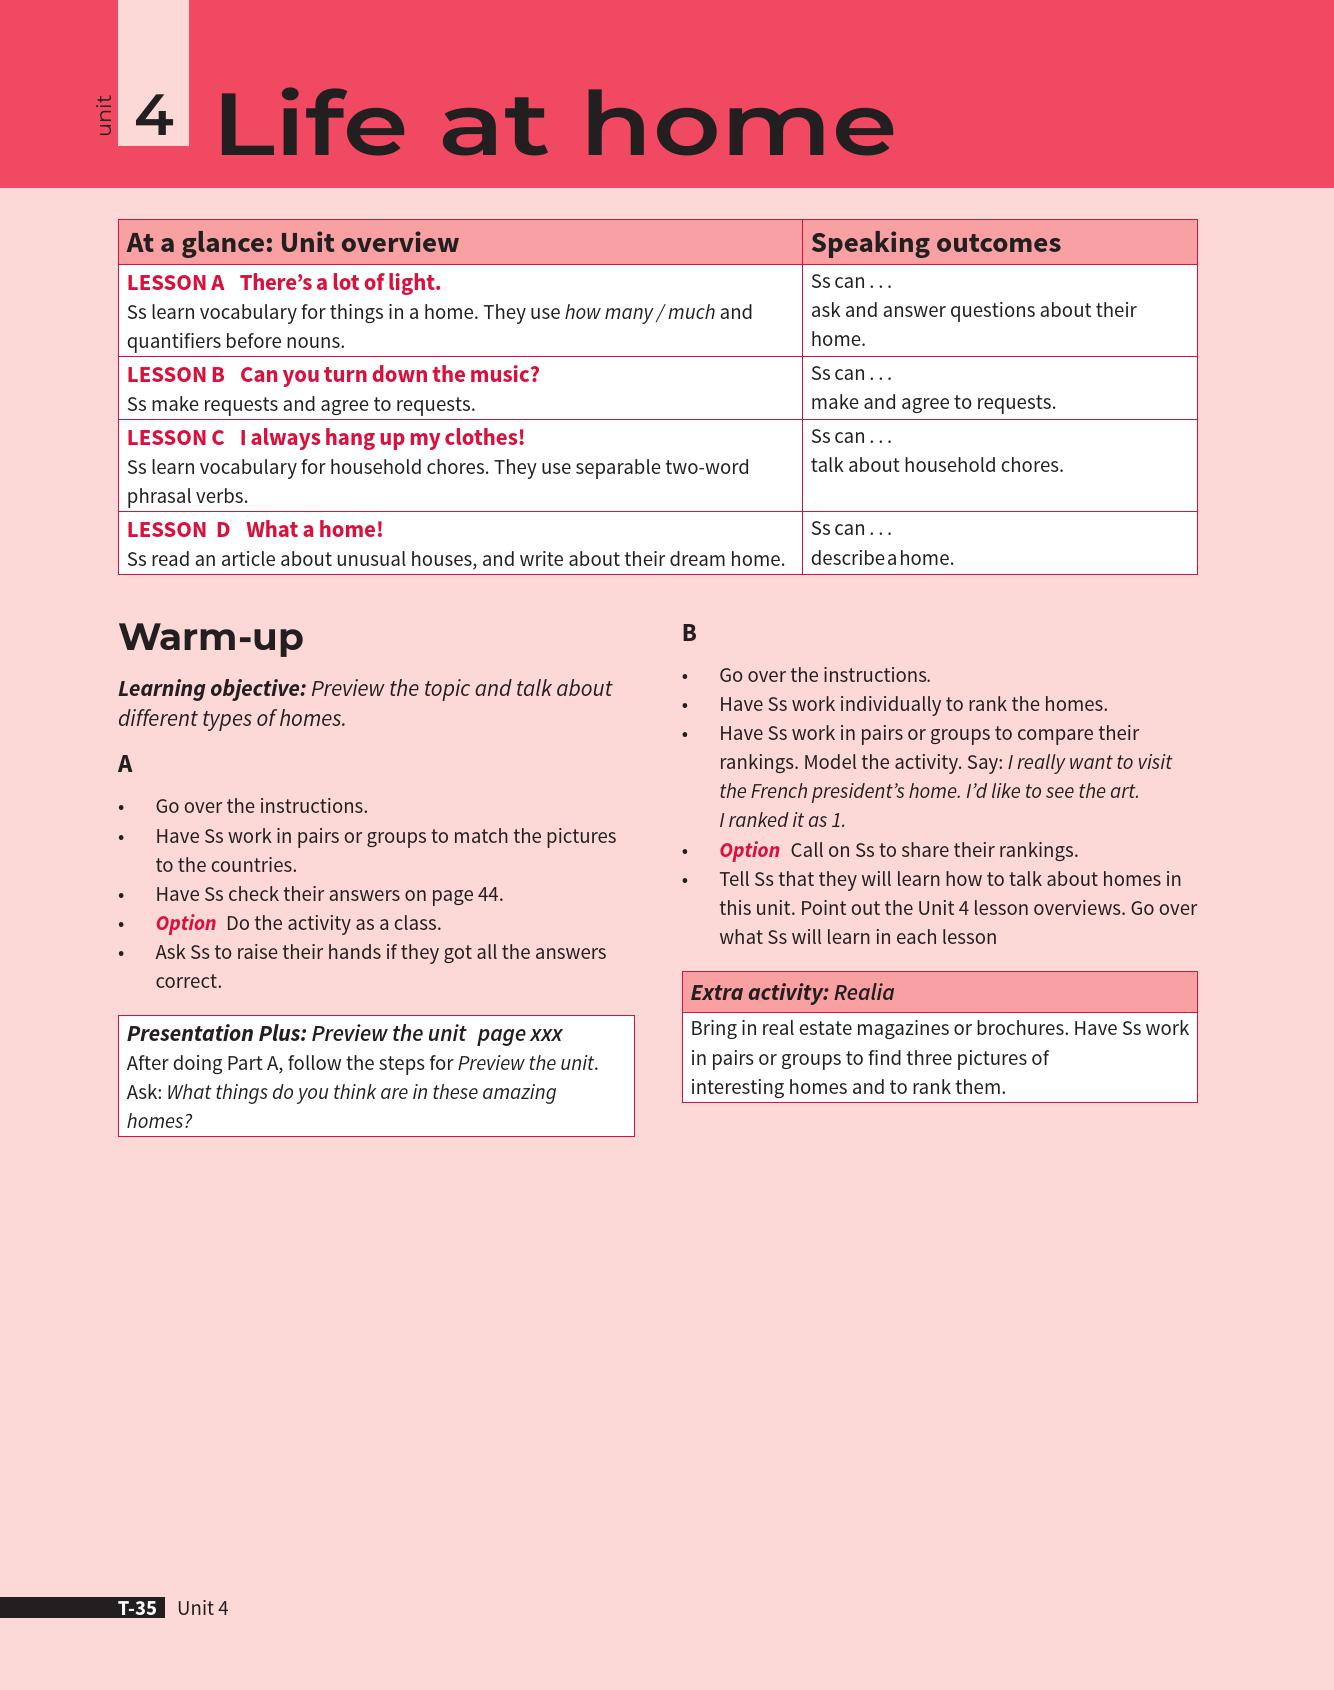 unit
4 Life at home
At a glance: Unit overview
Speaking outcomes
LESSON A There’s a lot of light.
Ss learn vocabulary for things in a home. They use how many / much and
quantifiers before nouns.
Ss can . . .
ask and answer questions about their
home.
LESSON B Can you turn down the music?
Ss make requests and agree to requests.
Ss can . . .
make and agree to requests.
LESSON C I always hang up my clothes!
Ss learn vocabulary for household chores. They use separable two-word
phrasal verbs.
Ss can . . .
talk about household chores.
LESSON D What a home!
Ss read an article about unusual houses, and write about their dream home.
Ss can . . .
describe a home.
Warm-up
Learning objective: Preview the topic and talk about
different types of homes.
A
• Go over the instructions.
• Have Ss work in pairs or groups to match the pictures
to the countries.
• Have Ss check their answers on page 44.
• Option Do the activity as a class.
• Ask Ss to raise their hands if they got all the answers
correct.
Presentation Plus: Preview the unit page xxx
After doing Part A, follow the steps for Preview the unit.
Ask: What things do you think are in these amazing
homes?
B
• Go over the instructions.
• Have Ss work individually to rank the homes.
• Have Ss work in pairs or groups to compare their
rankings. Model the activity. Say: I really want to visit
the French president’s home. I’d like to see the art.
I ranked it as 1.
• Option Call on Ss to share their rankings.
• Tell Ss that they will learn how to talk about homes in
this unit. Point out the Unit 4 lesson overviews. Go over
what Ss will learn in each lesson
Extra activity: Realia
Bring in real estate magazines or brochures. Have Ss work
in pairs or groups to find three pictures of
interesting homes and to rank them.
T-35 Unit 4